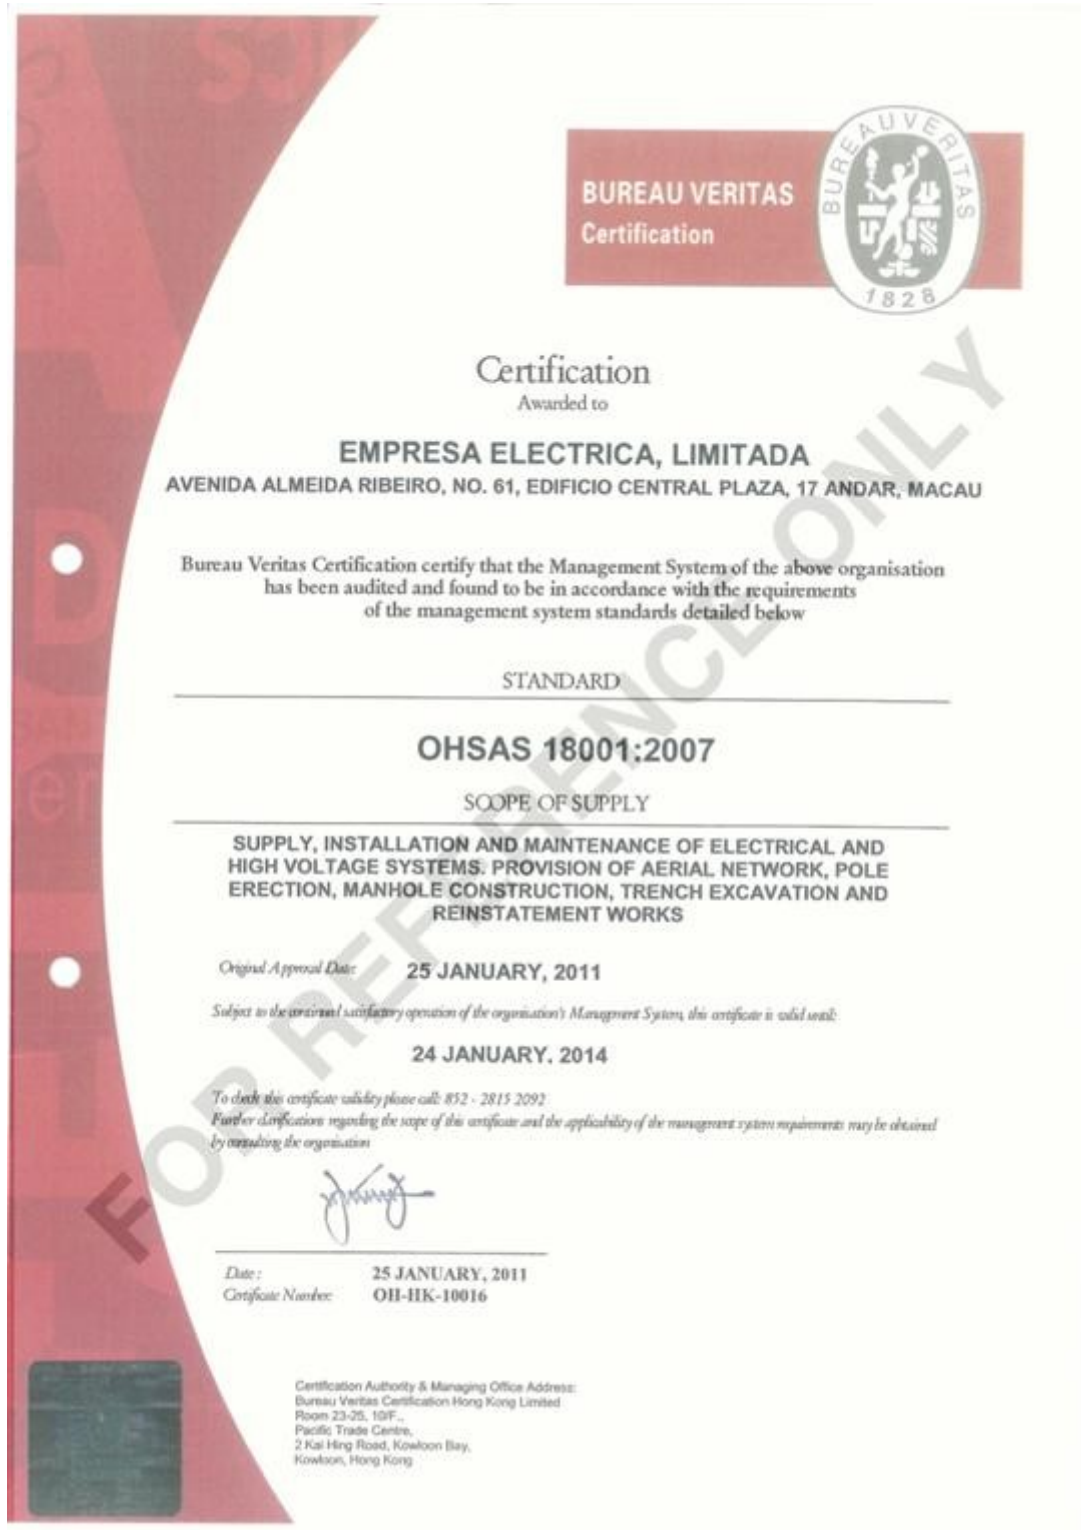 BUREAU VERITAS
Certification
BUREAU VERITAS
1828
Certification
Awarded to
EMPRESA ELECTRICA, LIMITADA
AVENIDA ALMEIDA RIBEIRO, NO. 61, EDIFICIO CENTRAL PLAZA, 17 ANDAR, MACAU
Bureau Veritas Certification certify that the Management System of the above organisation
has been audited and found to be in accordance with the requirements
of the management system standards detailed below
STANDARD
OHSAS 18001:2007
SCOPE OF SUPPLY
SUPPLY, INSTALLATION AND MAINTENANCE OF ELECTRICAL AND
HIGH VOLTAGE SYSTEMS. PROVISION OF AERIAL NETWORK, POLE
ERECTION, MANHOLE CONSTRUCTION, TRENCH EXCAVATION AND
REINSTATEMENT WORKS
Original Approval Date: 25 JANUARY, 2011
Subject to the continued satisfactory operation of the organisation's Management System, this certificate is valid until:
24 JANUARY. 2014
To check this certificate validity please call: 852 - 2815 2092
Further clarifications regarding the scope of this certificate and the applicability of the management system requirements may be obtained
by consulting the organisation
Date: 25 JANUARY, 2011
Certificate Number: OH-HK-10016
Certification Authority & Managing Office Address:
Bureau Veritas Certification Hong Kong Limited
Room 23-25, 10/F.,
Pacific Trade Centre,
2 Kai Hing Road, Kowloon Bay,
Kowloon, Hong Kong
FOR REFERENCE ONLY